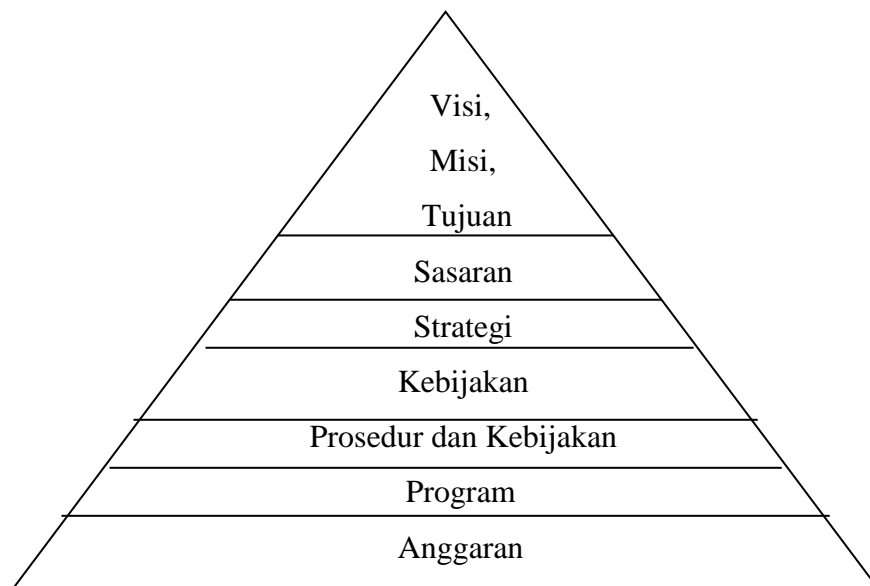 Visi,
Misi,
Tujuan
Sasaran
Strategi
Kebijakan
Prosedur dan Kebijakan
Program
Anggaran